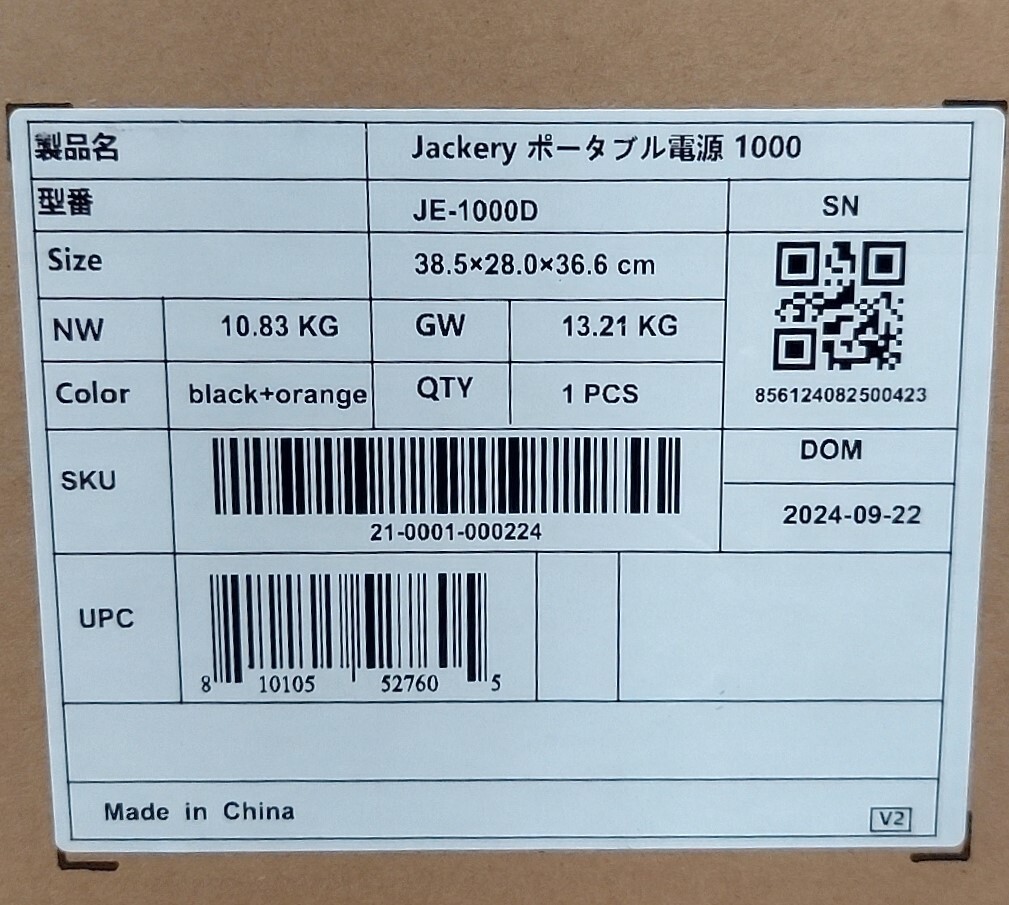 製品名 Jackery ポータブル電源 1000
型番 JE-1000D SN
Size 38.5×28.0×36.6 cm
NW 10.83 KG GW 13.21 KG
Color black+orange QTY 1 PCS 856124082500423
SKU 21-0001-000224
DOM
2024-09-22
UPC
8 10105 52760 5
Made in China
V2